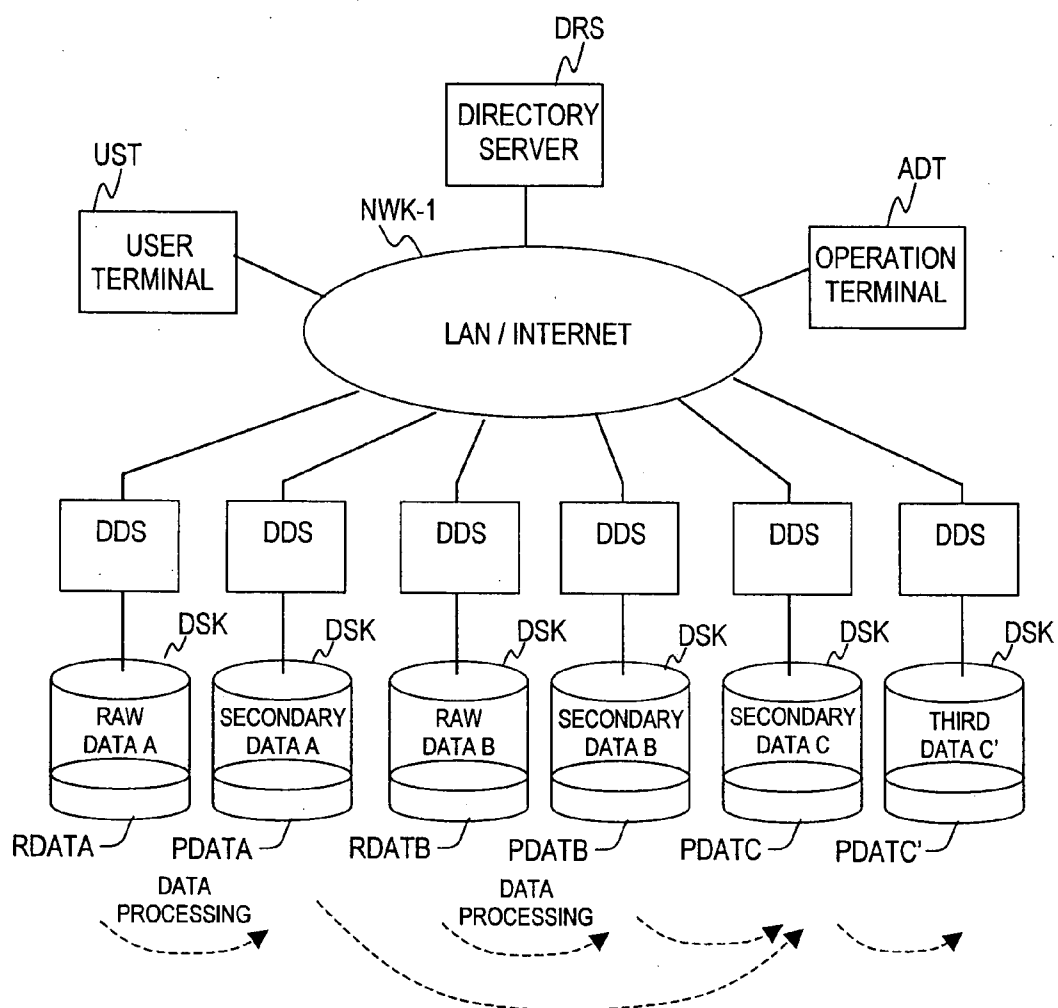 DRS
DIRECTORY
SERVER
UST
USER
TERMINAL
NWK-1
ADT
OPERATION
TERMINAL
LAN / INTERNET
DDS
DDS
DDS
DDS
DDS
DDS
DSK
DSK
DSK
DSK
DSK
DSK
RAW
DATA A
SECONDARY
DATA A
RAW
DATA B
SECONDARY
DATA B
SECONDARY
DATA C
THIRD
DATA C'
RDATA
PDATA
RDATB
PDATB
PDATC
PDATC'
DATA
PROCESSING
DATA
PROCESSING